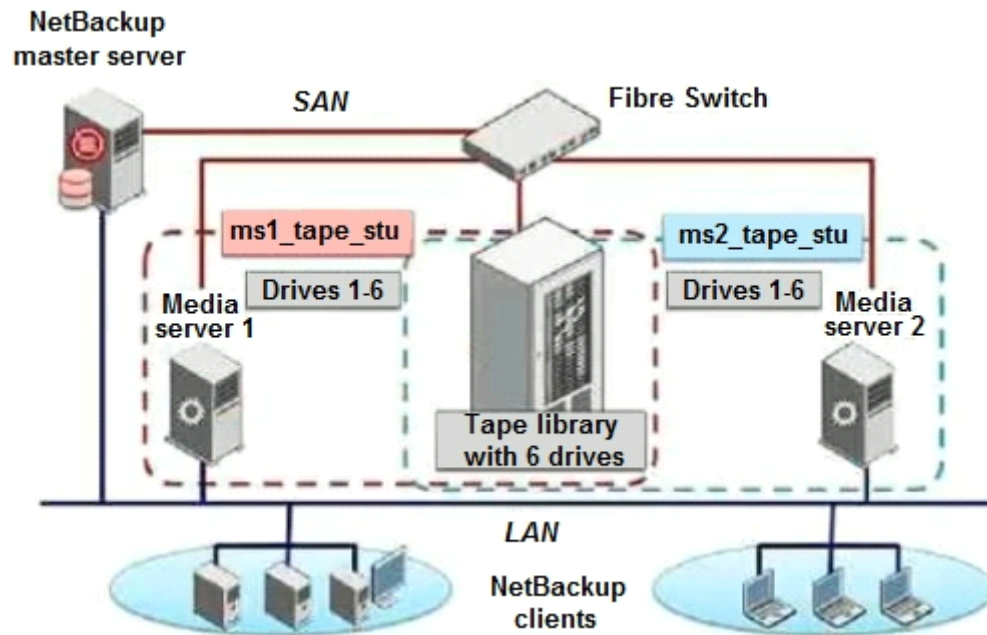 NetBackup
master server
SAN
Fibre Switch
ms1_tape_stu
ms2_tape_stu
Drives 1-6
Drives 1-6
Media
server 1
Media
server 2
Tape library
with 6 drives
LAN
NetBackup
clients